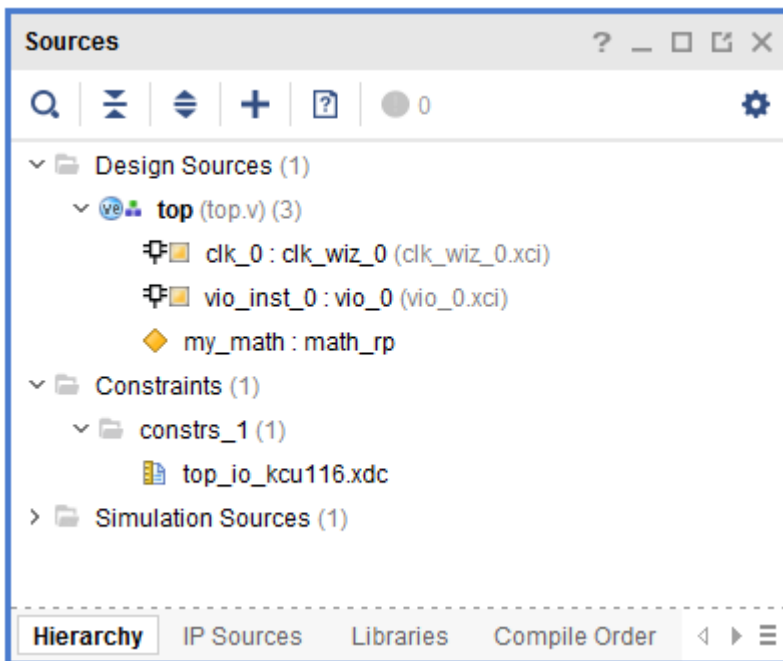 Sources
0
Design Sources (1)
top (top.v) (3)
clk_0 : clk_wiz_0 (clk_wiz_0.xci)
vio_inst_0 : vio_0 (vio_0.xci)
my_math : math_rp
Constraints (1)
constrs_1 (1)
top_io_kcu116.xdc
Simulation Sources (1)
Hierarchy IP Sources Libraries Compile Order